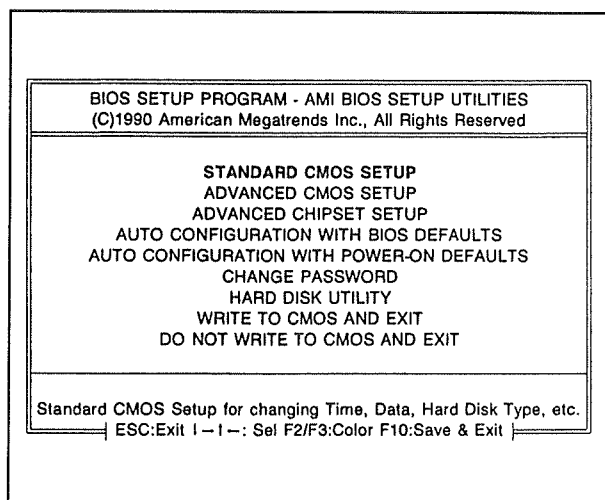 BIOS SETUP PROGRAM - AMI BIOS SETUP UTILITIES
(C)1990 American Megatrends Inc., All Rights Reserved
STANDARD CMOS SETUP
ADVANCED CMOS SETUP
ADVANCED CHIPSET SETUP
AUTO CONFIGURATION WITH BIOS DEFAULTS
AUTO CONFIGURATION WITH POWER-ON DEFAULTS
CHANGE PASSWORD
HARD DISK UTILITY
WRITE TO CMOS AND EXIT
DO NOT WRITE TO CMOS AND EXIT
Standard CMOS Setup for changing Time, Data, Hard Disk Type, etc.
ESC:Exit ı→ı←: Sel F2/F3:Color F10:Save & Exit